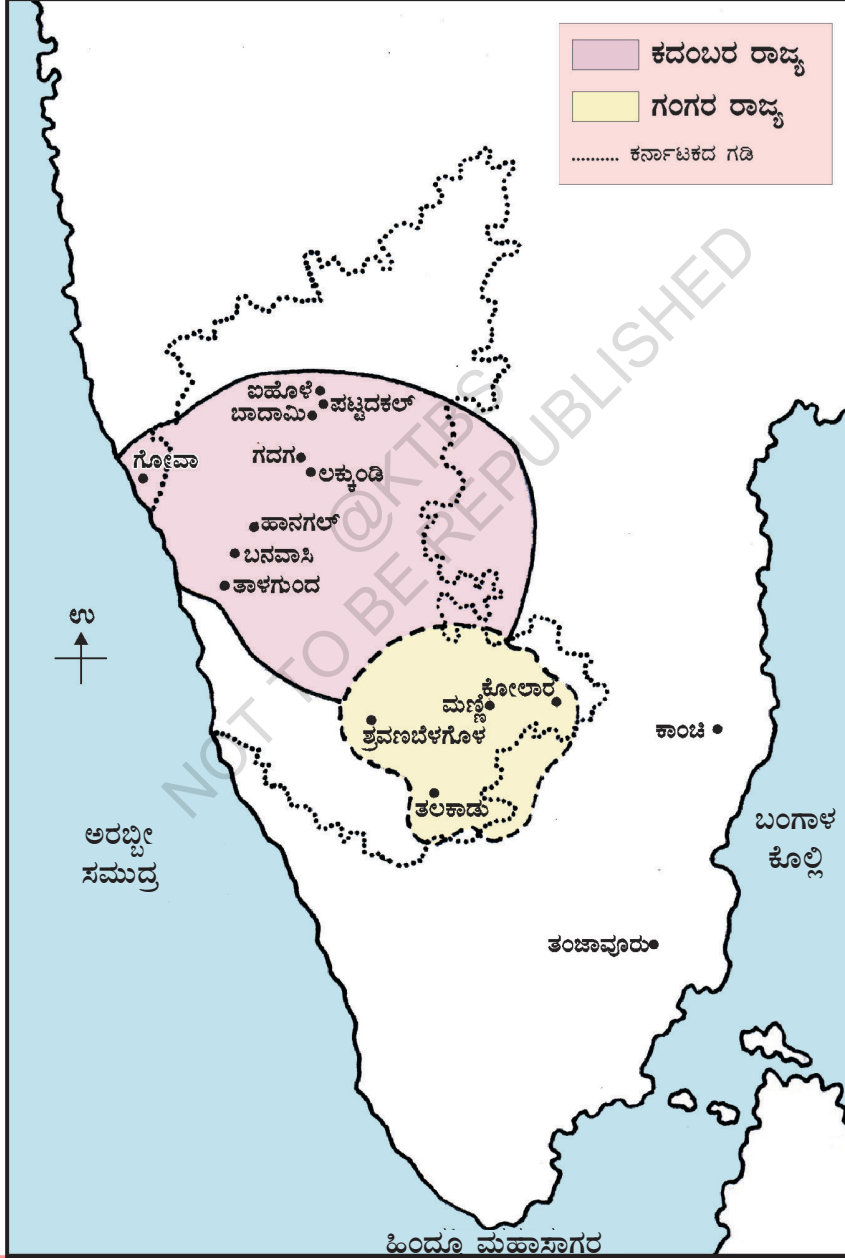 ಕದಂಬರ ರಾಜ್ಯ
ಗಂಗರ ರಾಜ್ಯ
.......... ಕರ್ನಾಟಕದ ಗಡಿ
ಐಹೊಳೆ
ಪಟ್ಟದಕಲ್
ಬಾದಾಮಿ
ಗೋವಾ
ಗದಗ
ಲಕ್ಕುಂಡಿ
ಹಾನಗಲ್
ಬನವಾಸಿ
ತಾಳಗುಂದ
ಉ
ಕೋಲಾರ
ಮಣ್ಣೆ
ಶ್ರವಣಬೆಳಗೊಳ
ಕಾಂಚಿ
ತಲಕಾಡು
ಅರಬ್ಬೀ
ಸಮುದ್ರ
ಬಂಗಾಳ
ಕೊಲ್ಲಿ
ತಂಜಾವೂರು
ಹಿಂದೂ ಮಹಾಸಾಗರ
@KTBS
NOT TO BE REPUBLISHED